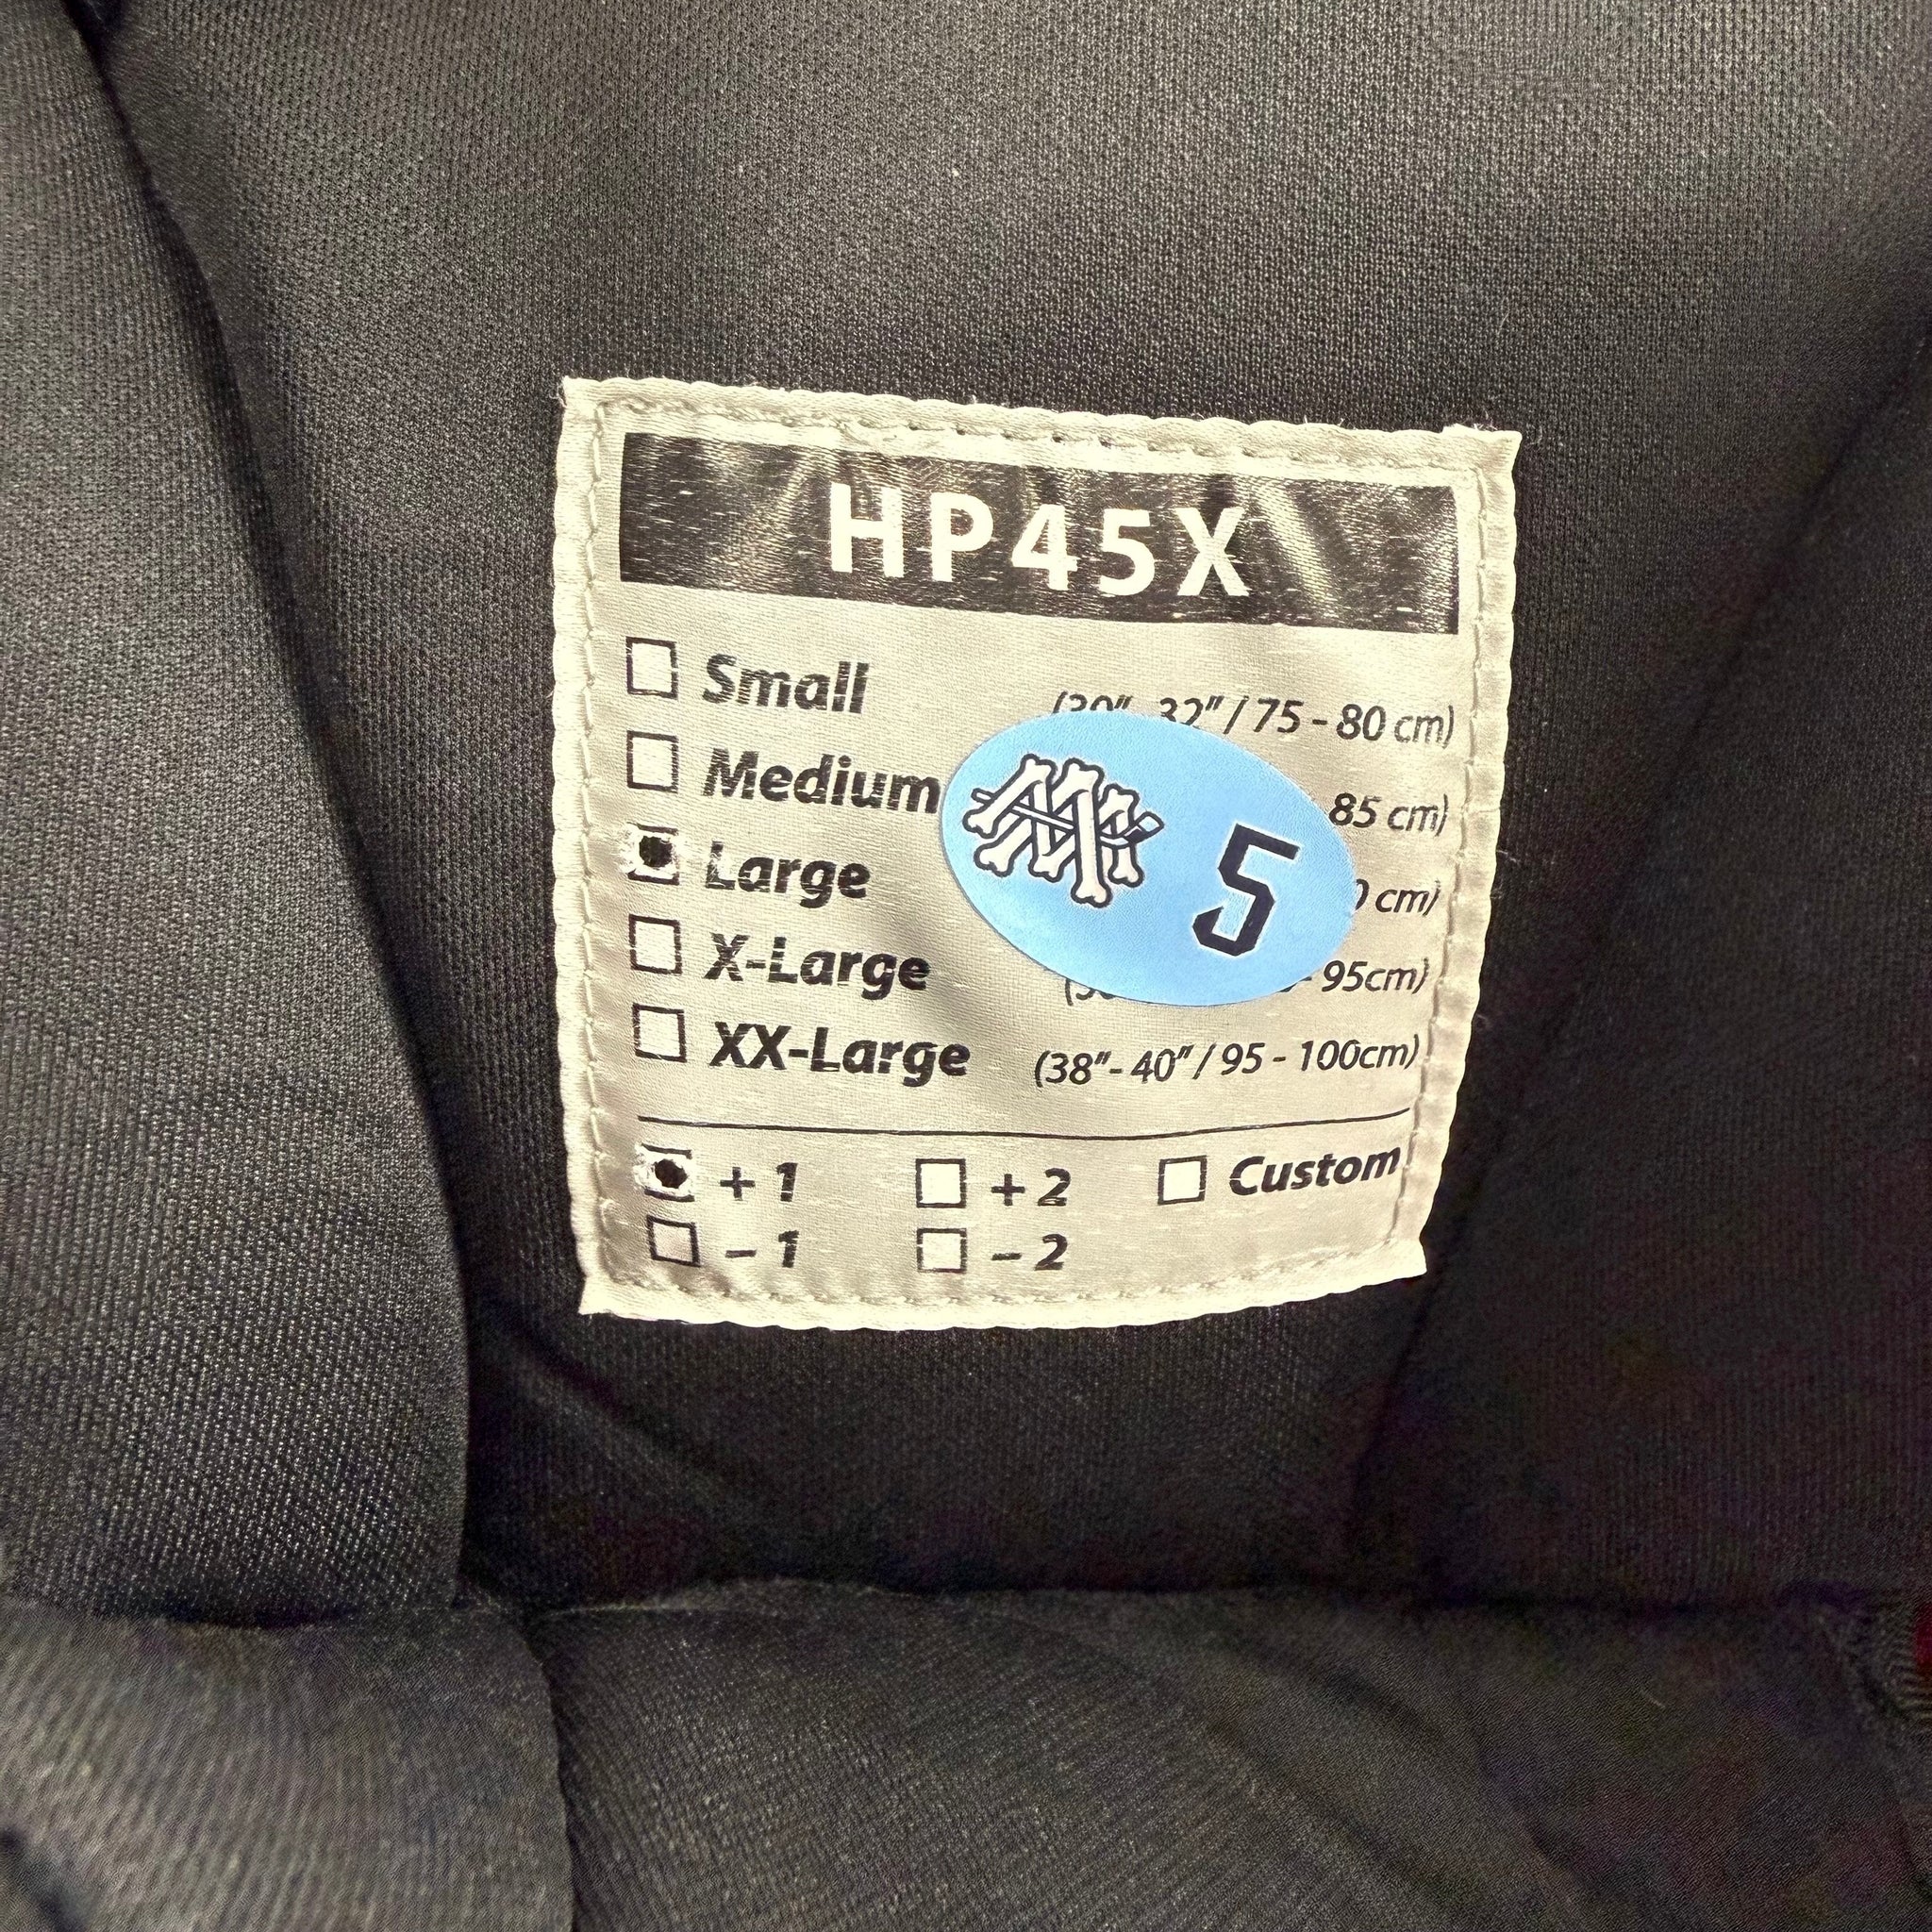 HP45X
Small (30"- 32" / 75 - 80 cm)
Medium 85 cm)
Large cm)
X-Large - 95cm)
XX-Large (38"- 40" / 95 - 100cm)
5
+ 1 + 2 Custom
- 1 - 2